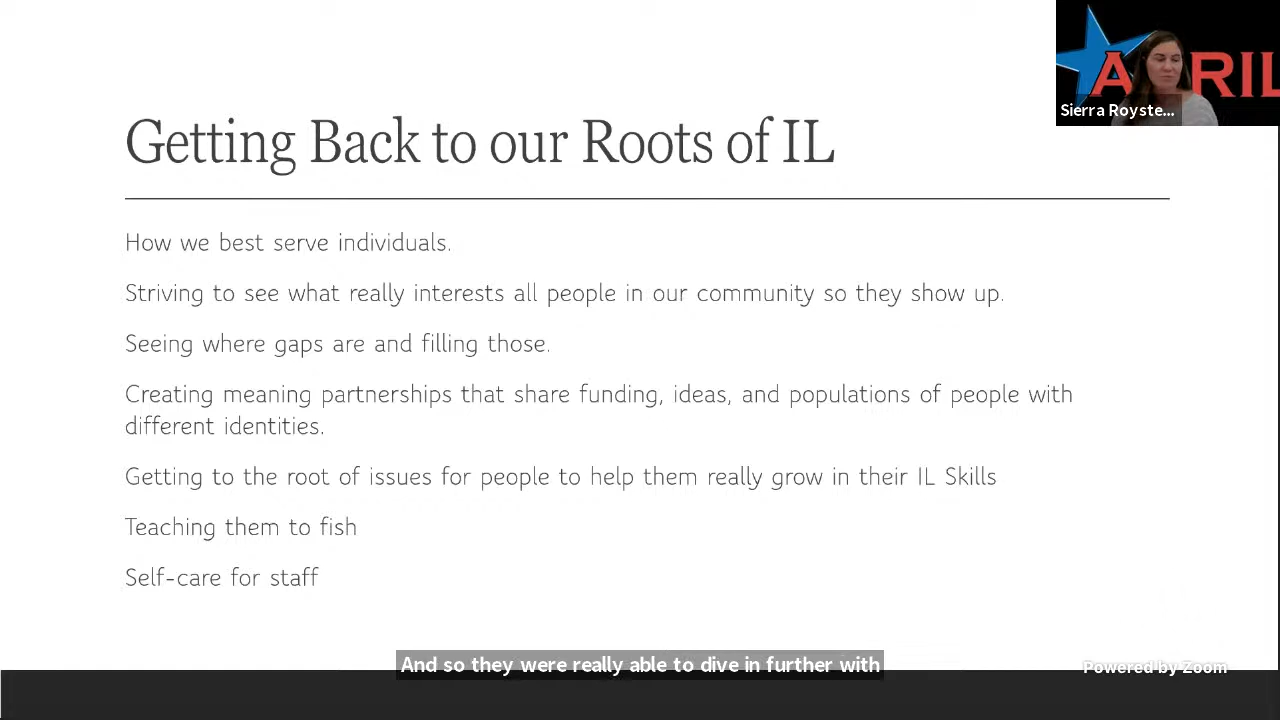 A RIL
Sierra Royste...
Getting Back to our Roots of IL
How we best serve individuals.
Striving to see what really interests all people in our community so they show up.
Seeing where gaps are and filling those.
Creating meaning partnerships that share funding, ideas, and populations of people with
different identities.
Getting to the root of issues for people to help them really grow in their IL Skills
Teaching them to fish
Self-care for staff
And so they were really able to dive in further with
Powered by Zoom